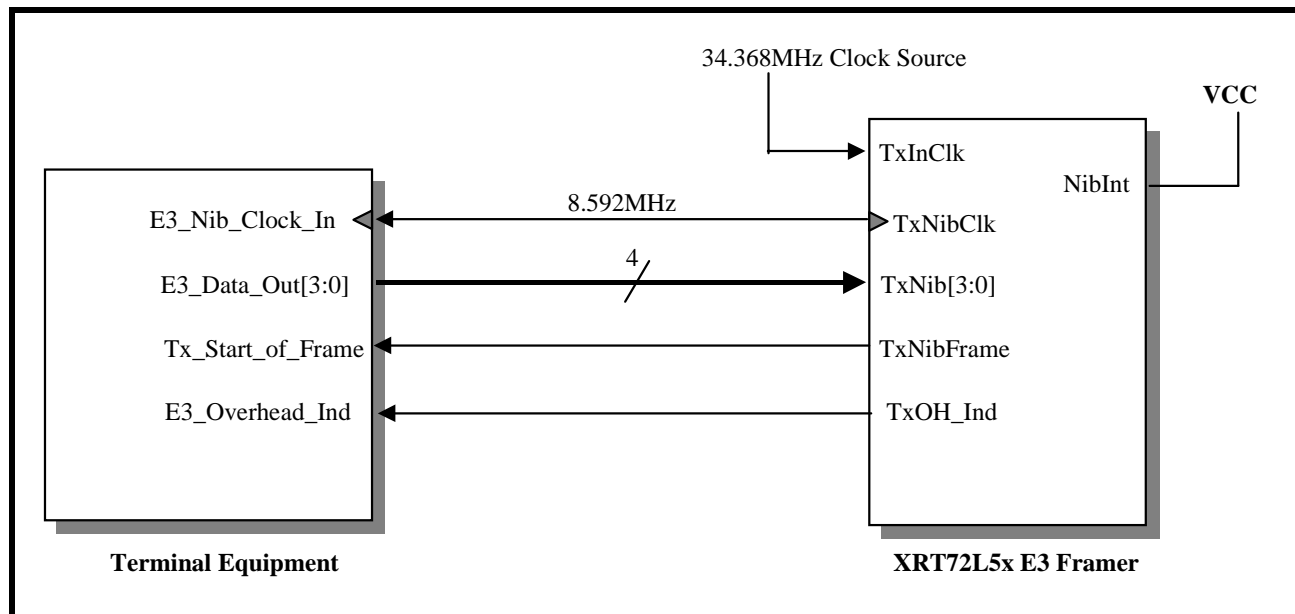 34.368MHz Clock Source
VCC
TxInClk
NibInt
E3_Nib_Clock_In
8.592MHz
TxNibClk
E3_Data_Out[3:0]
4
TxNib[3:0]
Tx_Start_of_Frame
TxNibFrame
E3_Overhead_Ind
TxOH_Ind
Terminal Equipment
XRT72L5x E3 Framer